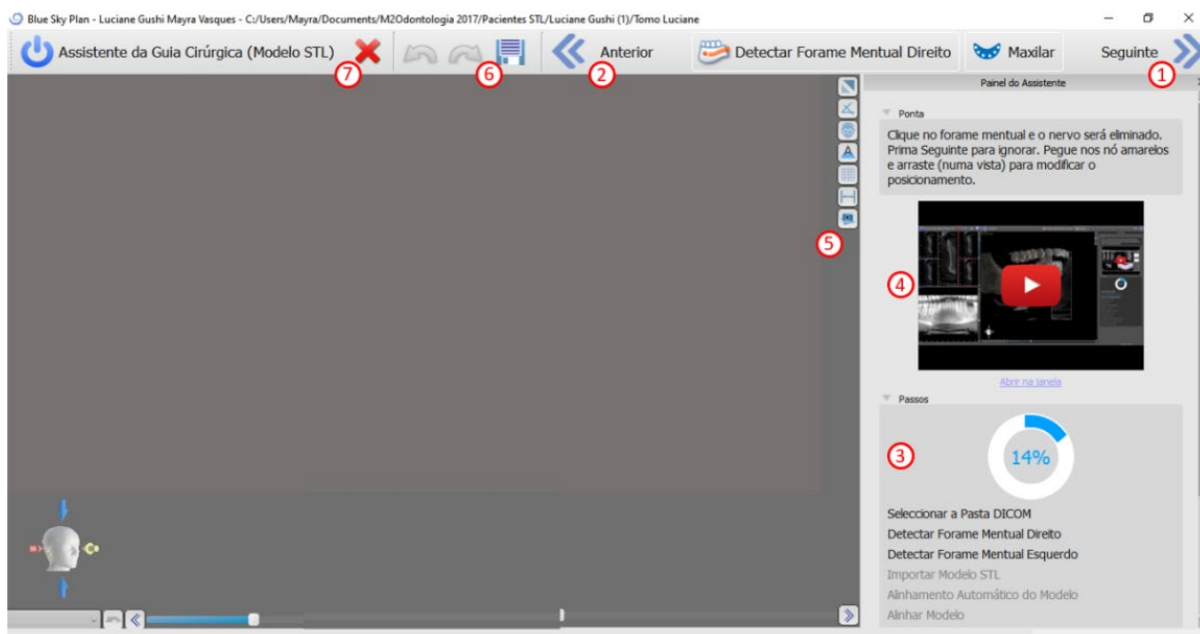 Blue Sky Plan - Luciane Gushi Mayra Vasques - C:/Users/Mayra/Documents/M2Odontologia 2017/Pacientes STL/Luciane Gushi (1)/Tomo Luciane
Assistente da Guia Cirúrgica (Modelo STL)
Anterior
Detectar Forame Mentual Direito
Maxilar
Seguinte
7
6
2
1
Painel do Assistente
Ponta
Clique no forame mentual e o nervo será eliminado.
Prima Seguinte para ignorar. Pegue nos nó amarelos
e arraste (numa vista) para modificar o
posicionamento.
5
4
Abrir na janela
Passos
3
14%
Seleccionar a Pasta DICOM
Detectar Forame Mentual Direito
Detectar Forame Mentual Esquerdo
Importar Modelo STL
Alinhamento Automático do Modelo
Alinhar Modelo